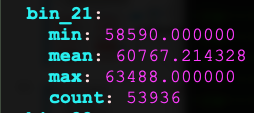 bin_21:
min: 58590.000000
mean: 60767.214328
max: 63488.000000
count: 53936